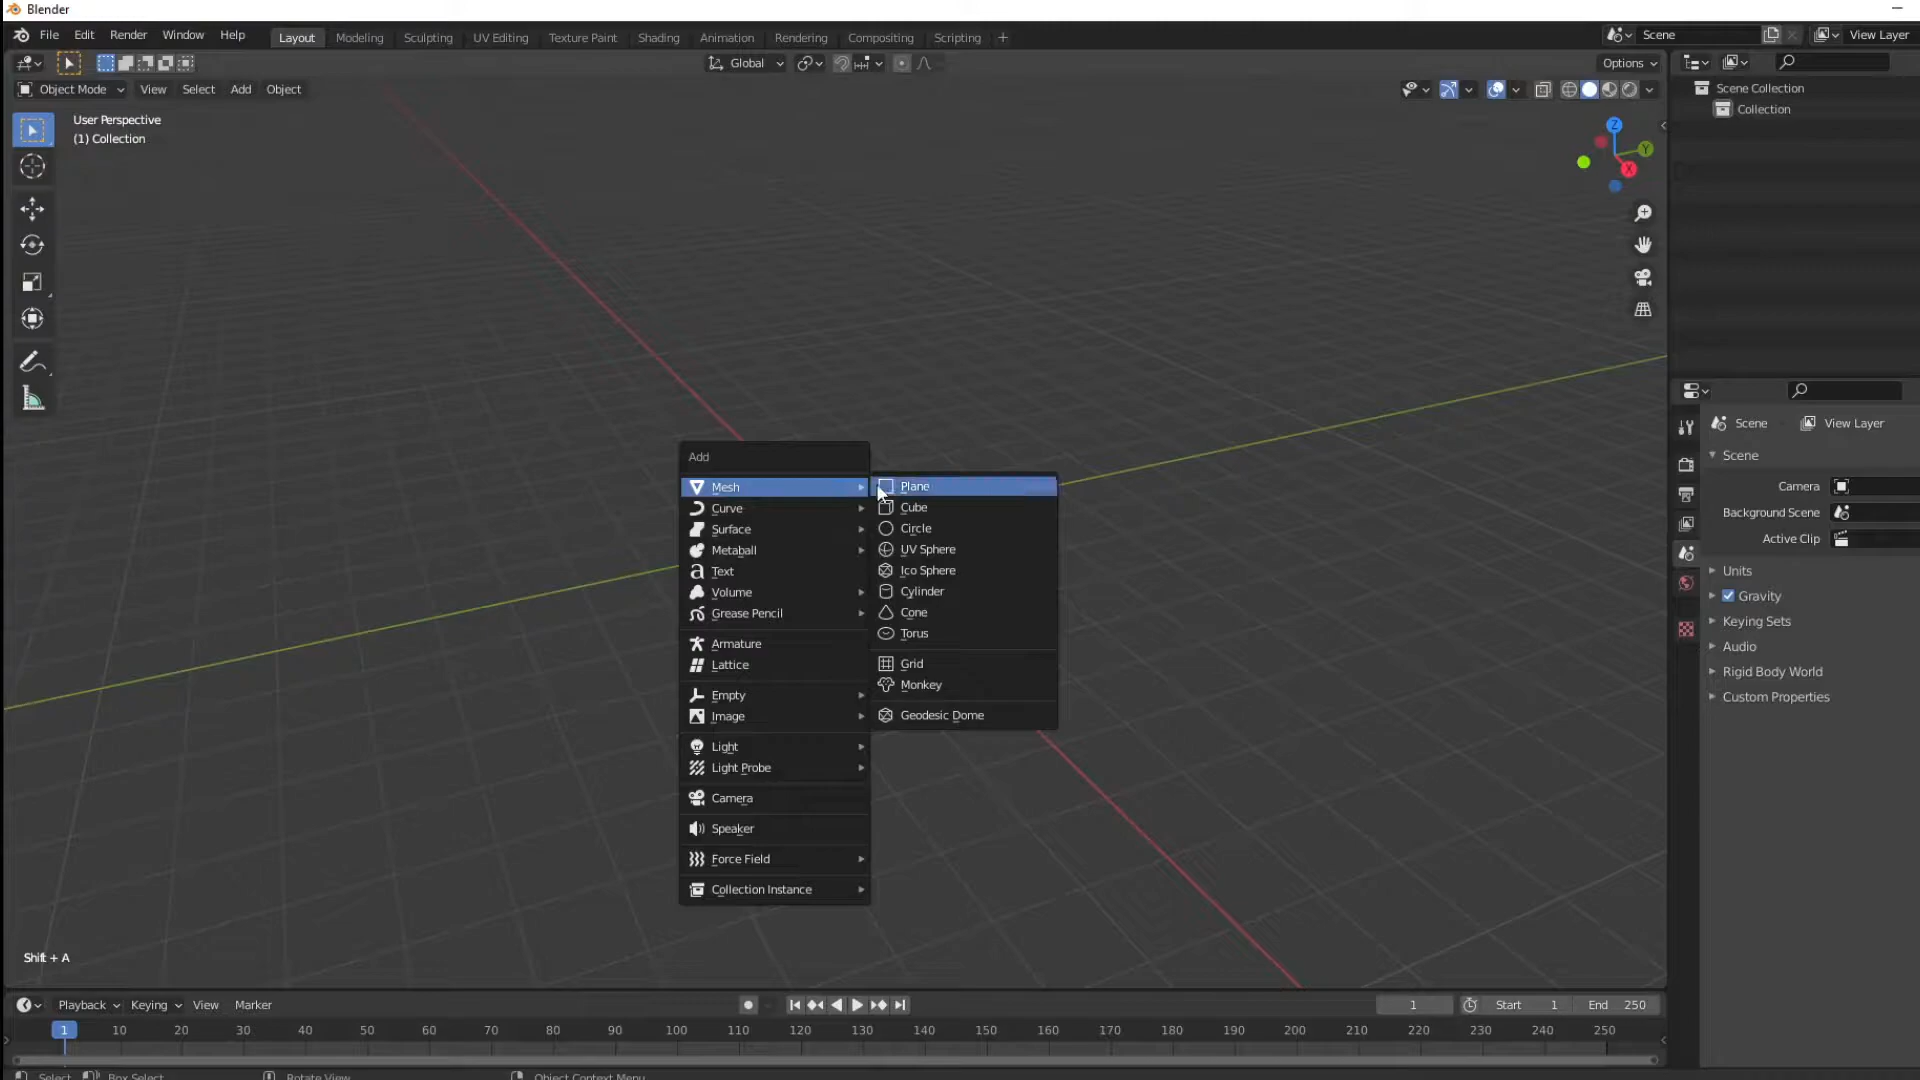 Blender
File Edit Render Window Help Layout Modeling Sculpting UV Editing Texture Paint Shading Animation Rendering Compositing Scripting + Scene View Layer
Global Options
Object Mode View Select Add Object
Scene Collection
Collection
User Perspective
(1) Collection
Z
Y
X
Scene View Layer
Scene
Camera
Background Scene
Active Clip
Units
Gravity
Keying Sets
Audio
Rigid Body World
Custom Properties
Add
Mesh
Curve
Surface
Metaball
Text
Volume
Grease Pencil
Armature
Lattice
Empty
Image
Light
Light Probe
Camera
Speaker
Force Field
Collection Instance
Plane
Cube
Circle
UV Sphere
Ico Sphere
Cylinder
Cone
Torus
Grid
Monkey
Geodesic Dome
Shift + A
Playback Keying View Marker 1 Start 1 End 250
1 10 20 30 40 50 60 70 80 90 100 110 120 130 140 150 160 170 180 190 200 210 220 230 240 250
Select Box Select Rotate View Object Context Menu